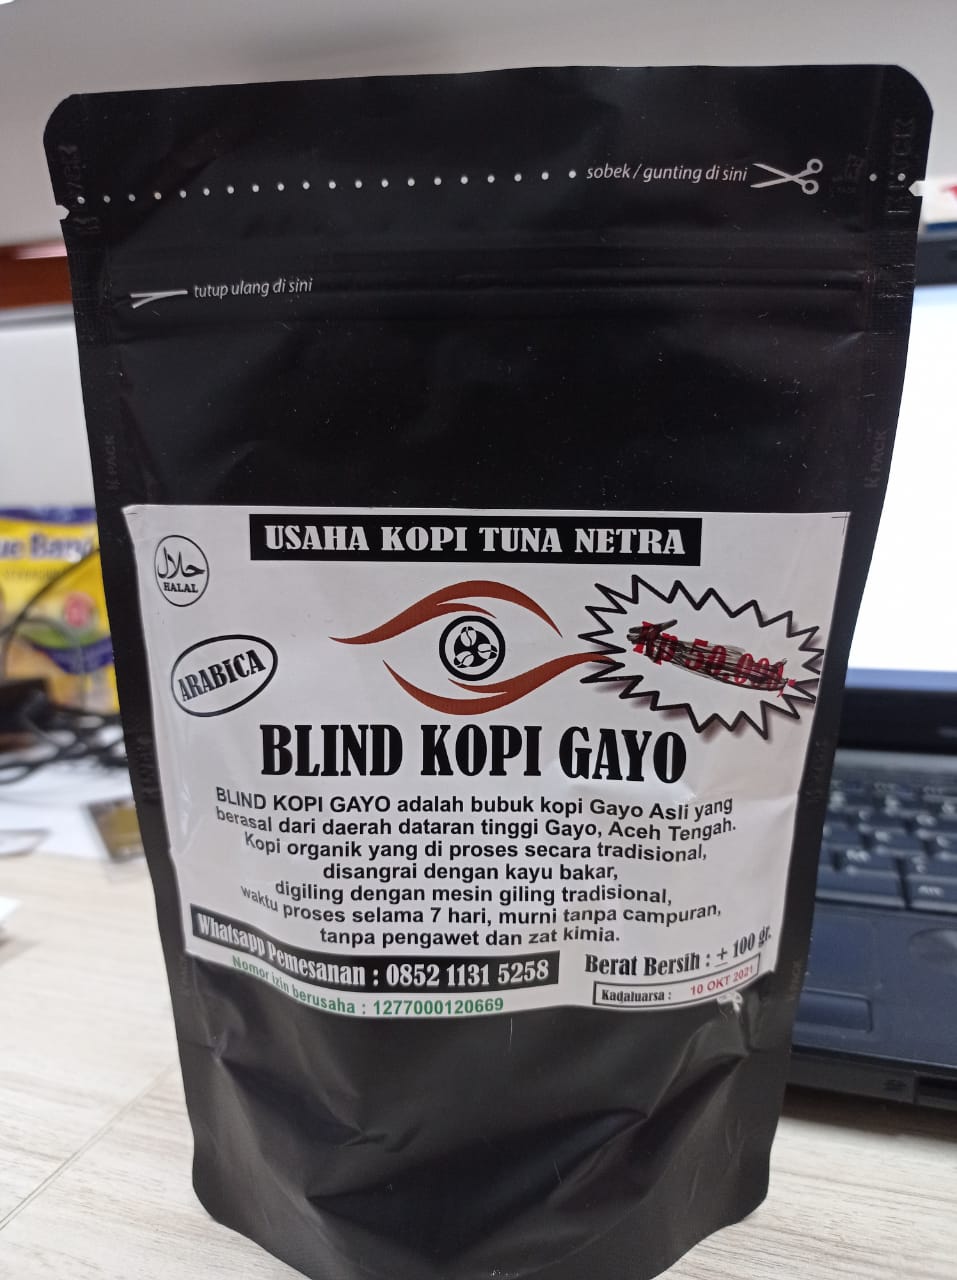 sobek / gunting di sini
tutup ulang di sini
K PACK
USAHA KOPI TUNA NETRA
حلال
HALAL
ARABICA
BLIND KOPI GAYO
BLIND KOPI GAYO adalah bubuk kopi Gayo Asli yang
berasal dari daerah dataran tinggi Gayo, Aceh Tengah.
Kopi organik yang di proses secara tradisional,
disangrai dengan kayu bakar,
digiling dengan mesin giling tradisional,
waktu proses selama 7 hari, murni tanpa campuran,
tanpa pengawet dan zat kimia.
Whatsapp Pemesanan : 0852 1131 5258
Berat Bersih : ± 100 gr.
Nomor izin berusaha : 1277000120669
Kadaluarsa : 10 OKT 2021